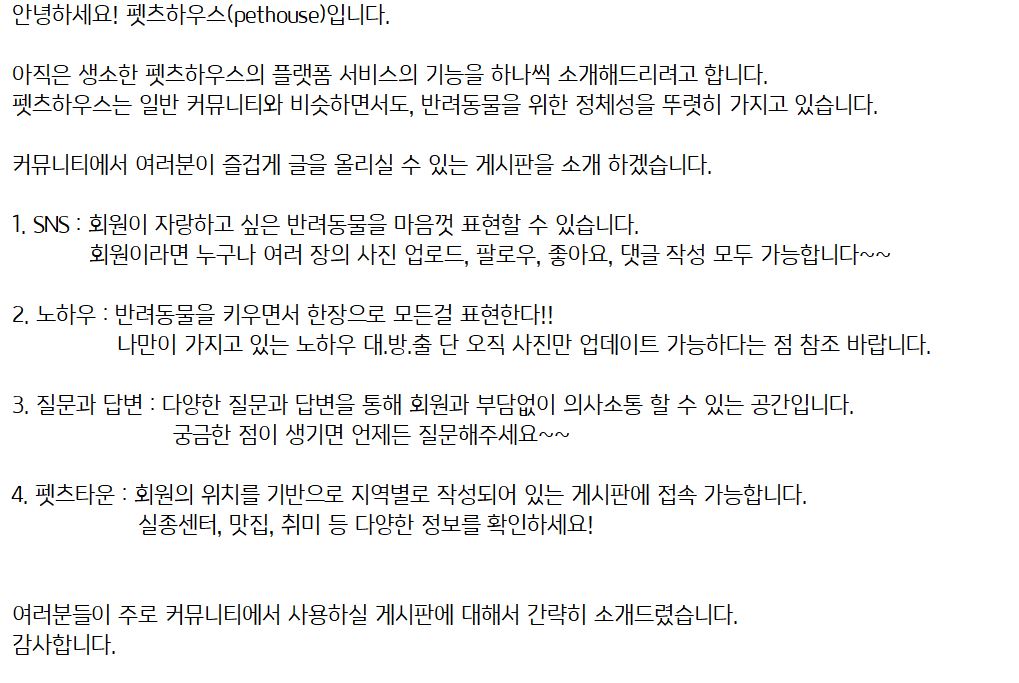 안녕하세요! 펫츠하우스(pethouse)입니다.
아직은 생소한 펫츠하우스의 플랫폼 서비스의 기능을 하나씩 소개해드리려고 합니다.
펫츠하우스는 일반 커뮤니티와 비슷하면서도, 반려동물을 위한 정체성을 뚜렷히 가지고 있습니다.
커뮤니티에서 여러분이 즐겁게 글을 올리실 수 있는 게시판을 소개 하겠습니다.
1. SNS : 회원이 자랑하고 싶은 반려동물을 마음껏 표현할 수 있습니다.
회원이라면 누구나 여러 장의 사진 업로드, 팔로우, 좋아요, 댓글 작성 모두 가능합니다~~
2. 노하우 : 반려동물을 키우면서 한장으로 모든걸 표현한다!!
나만이 가지고 있는 노하우 대.방.출 단 오직 사진만 업데이트 가능하다는 점 참조 바랍니다.
3. 질문과 답변 : 다양한 질문과 답변을 통해 회원과 부담없이 의사소통 할 수 있는 공간입니다.
궁금한 점이 생기면 언제든 질문해주세요~~
4. 펫츠타운 : 회원의 위치를 기반으로 지역별로 작성되어 있는 게시판에 접속 가능합니다.
실종센터, 맛집, 취미 등 다양한 정보를 확인하세요!
여러분들이 주로 커뮤니티에서 사용하실 게시판에 대해서 간략히 소개드렸습니다.
감사합니다.